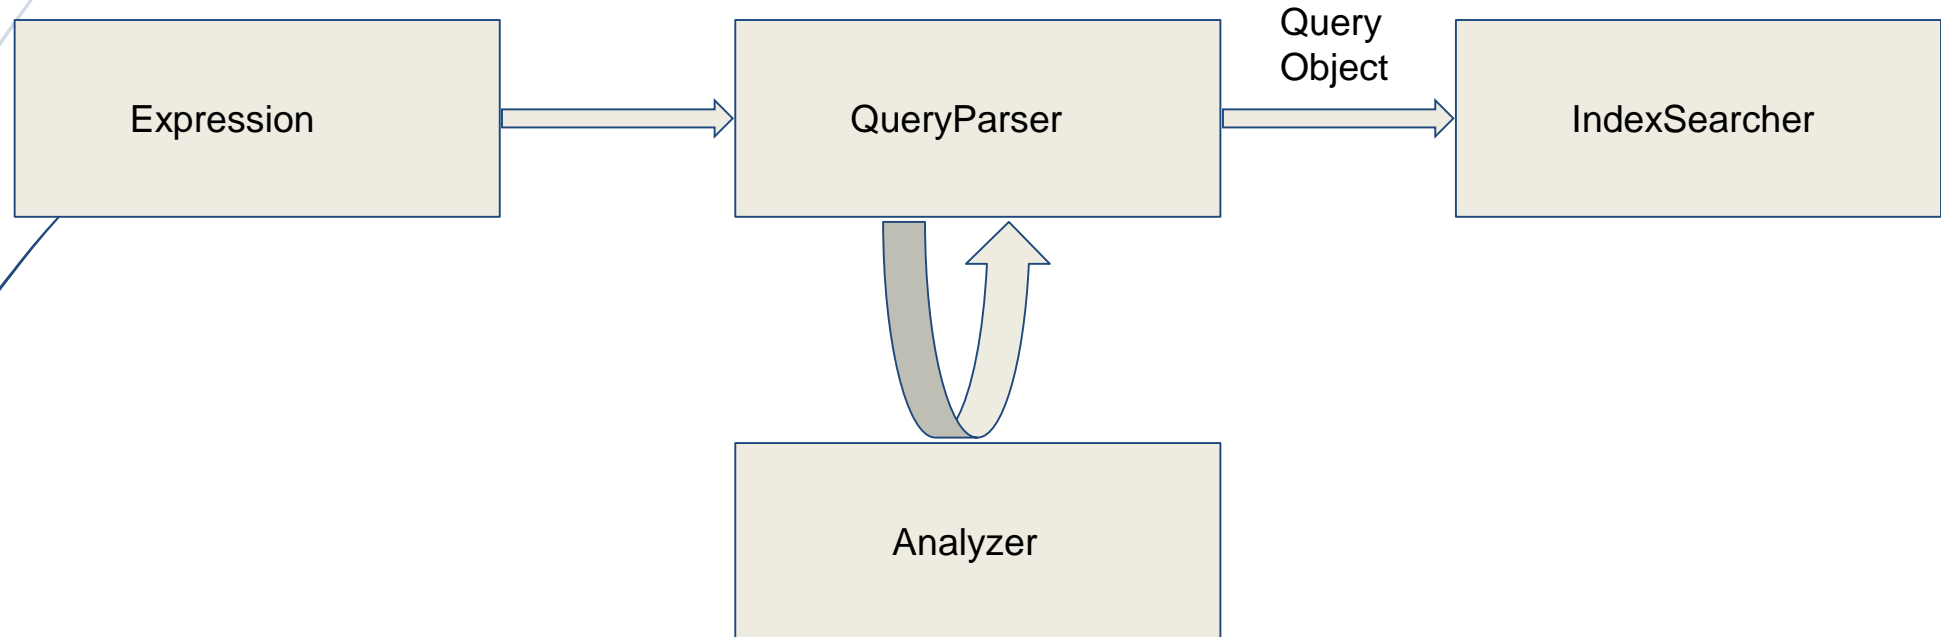 Expression
QueryParser
Query
Object
IndexSearcher
Analyzer